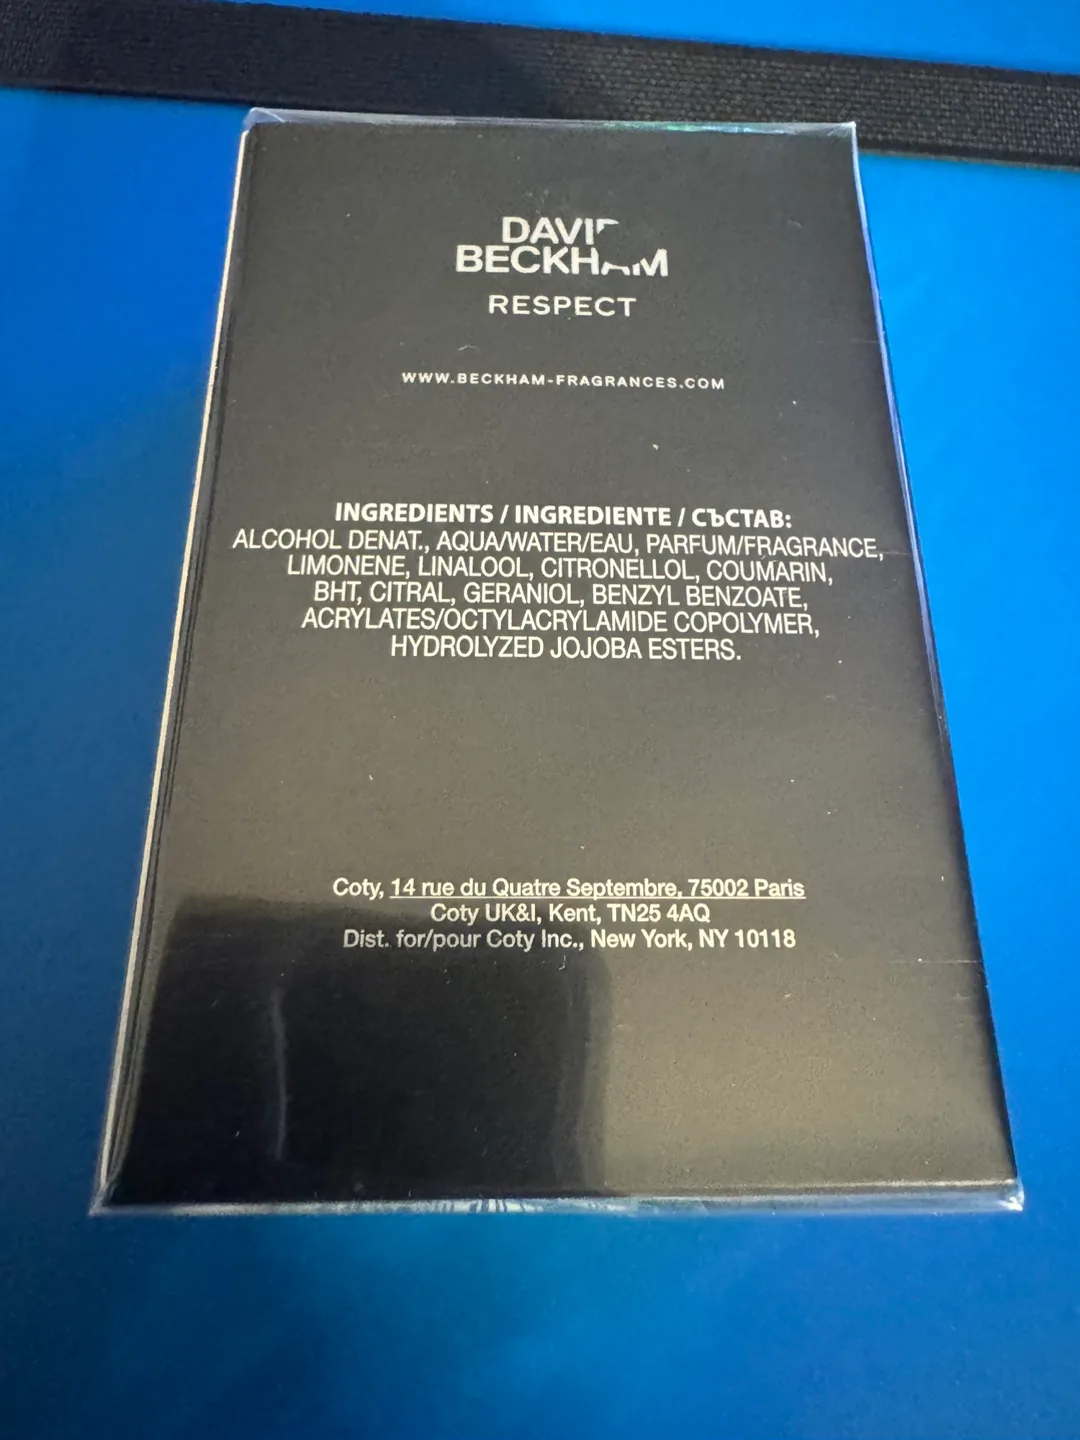 DAVID
BECKHAM
RESPECT
WWW.BECKHAM-FRAGRANCES.COM
INGREDIENTS / INGREDIENTE / СЪСТАВ:
ALCOHOL DENAT., AQUA/WATER/EAU, PARFUM/FRAGRANCE,
LIMONENE, LINALOOL, CITRONELLOL, COUMARIN,
BHT, CITRAL, GERANIOL, BENZYL BENZOATE,
ACRYLATES/OCTYLACRYLAMIDE COPOLYMER,
HYDROLYZED JOJOBA ESTERS.
Coty, 14 rue du Quatre Septembre, 75002 Paris
Coty UK&I, Kent, TN25 4AQ
Dist. for/pour Coty Inc., New York, NY 10118